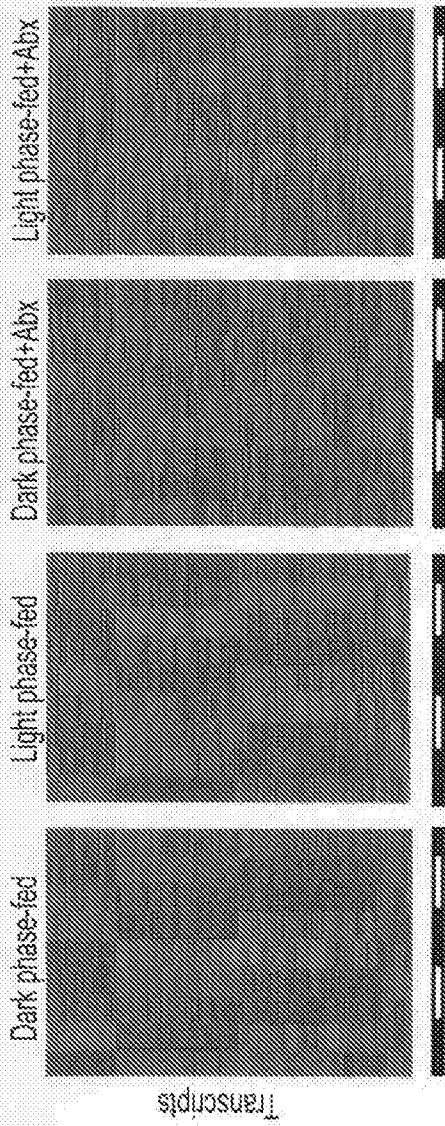 Light phase-fed+Abx
Dark phase-fed+Abx
Light phase-fed
Dark phase-fed
Transcripts